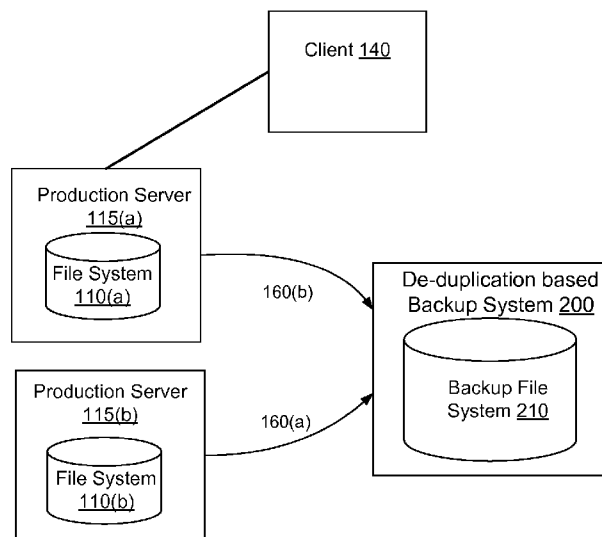 Client 140
Production Server
115(a)
File System
110(a)
160(b)
De-duplication based
Backup System 200
Backup File
System 210
Production Server
115(b)
160(a)
File System
110(b)